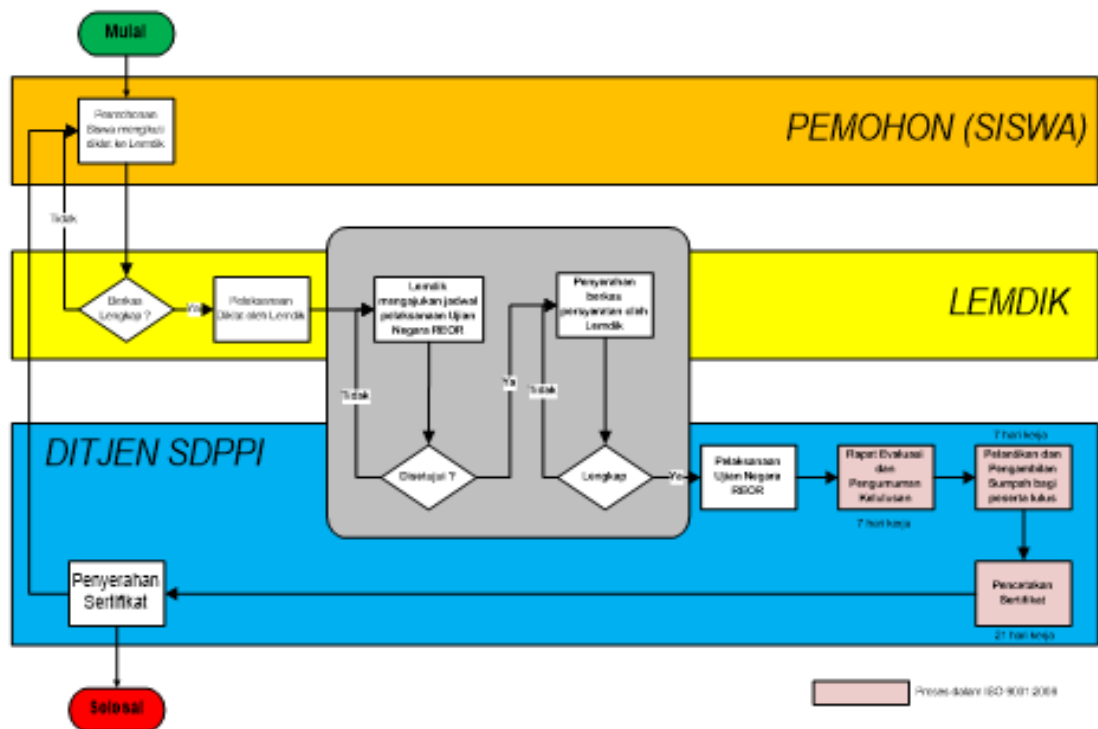 Mulai
Permohonan
Siswa mengikuti
diklat ke Lemdik
PEMOHON (SISWA)
Tidak
Berkas
Lengkap ?
Ya
Pelaksanaan
Diklat oleh Lemdik
Lemdik
mengajukan jadwal
pelaksanaan Ujian
Negara REOR
Penyerahan
berkas
persyaratan oleh
Lemdik
LEMDIK
Tidak
Ya
Tidak
DITJEN SDPPI
Disetujui ?
Lengkap
Ya
Pelaksanaan
Ujian Negara
REOR
Rapat Evaluasi
dan
Pengumuman
Kelulusan
7 hari kerja
7 hari kerja
Pelantikan dan
Pengambilan
Sumpah bagi
peserta lulus
Penyerahan
Sertifikat
Pencetakan
Sertifikat
21 hari kerja
Selesai
Proses dalam ISO 9001:2008